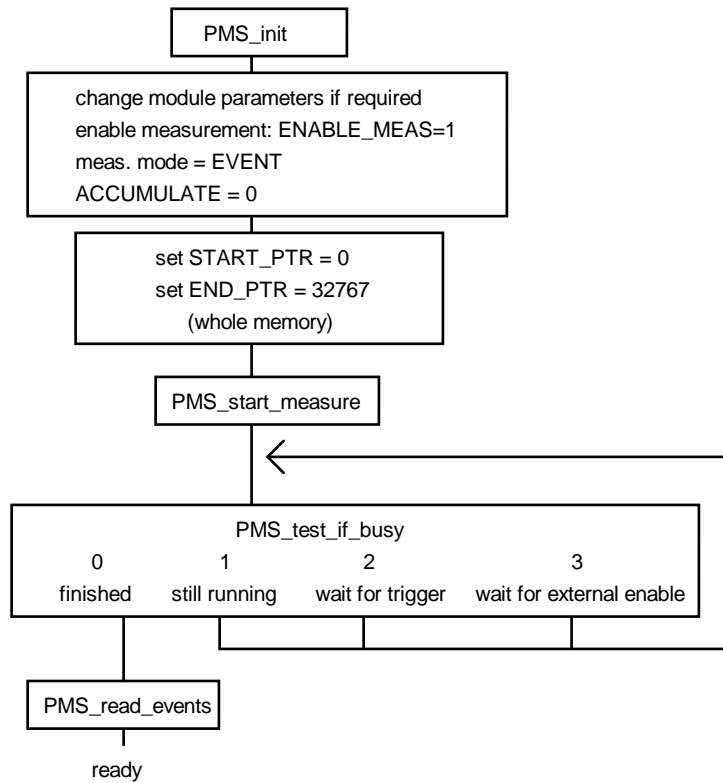 PMS_init
change module parameters if required
enable measurement: ENABLE_MEAS=1
meas. mode = EVENT
ACCUMULATE = 0
set START_PTR = 0
set END_PTR = 32767
(whole memory)
PMS_start_measure
PMS_test_if_busy
0 1 2 3
finished still running wait for trigger wait for external enable
PMS_read_events
ready